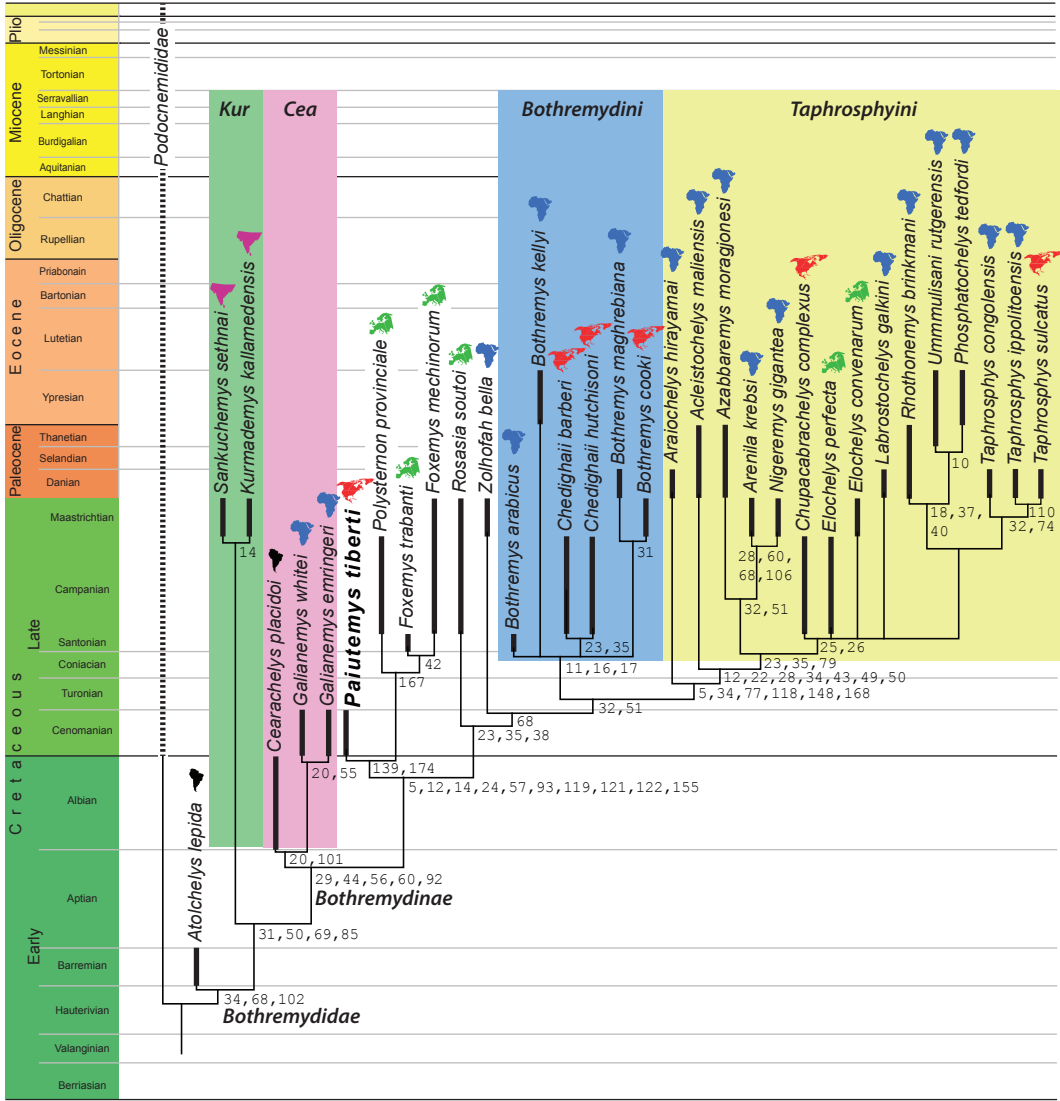 Plio
Messinian
Tortonian
Serravallian
Langhian
Burdigalian
Aquitanian
Miocene
Chattian
Rupellian
Oligocene
Priabonain
Bartonian
Lutetian
Ypresian
Eocene
Thanetian
Selandian
Danian
Paleocene
Maastrichtian
Campanian
Santonian
Coniacian
Turonian
Cenomanian
Late
Albian
Aptian
Barremian
Hauterivian
Valanginian
Berriasian
Early
Cretaceous
Kur
Cea
Bothremydini
Taphrosphyini
Podocnemididae
Atolchelys lepida
Sankuchemys sethnai
Kurmademys kallamedensis
Cearachelys placidoi
Galianemys whitei
Galianemys emringeri
Paiutemys tiberti
Polysternon provinciale
Foxemys trabanti
Foxemys mechinorum
Rosasia soutoi
Zolhofah bella
Bothremys arabicus
Bothremys kellyi
Chedighaii barberi
Chedighaii hutchisoni
Bothremys maghrebiana
Bothremys cooki
Araiochelys hirayamai
Acleistochelys maliensis
Azabbaremys moragjonesi
Arenila krebsi
Nigeremys gigantea
Chupacabrachelys complexus
Elochelys perfecta
Elochelys convenarum
Labrostochelys galkini
Rhothonemys brinkmani
Ummulisani rutgerensis
Phosphatochelys tedfordi
Taphrosphys congolensis
Taphrosphys ippolitoensis
Taphrosphys sulcatus
10
18,37,
40
110
32,74
14
31
28,60,
68,106
32,51
23,35
25,26
42
11,16,17
23,35,79
167
12,22,28,34,43,49,50
5,34,77,118,148,168
32,51
68
23,35,38
20,55
139,174
5,12,14,24,57,93,119,121,122,155
20,101
29,44,56,60,92
Bothremydinae
31,50,69,85
34,68,102
Bothremydidae